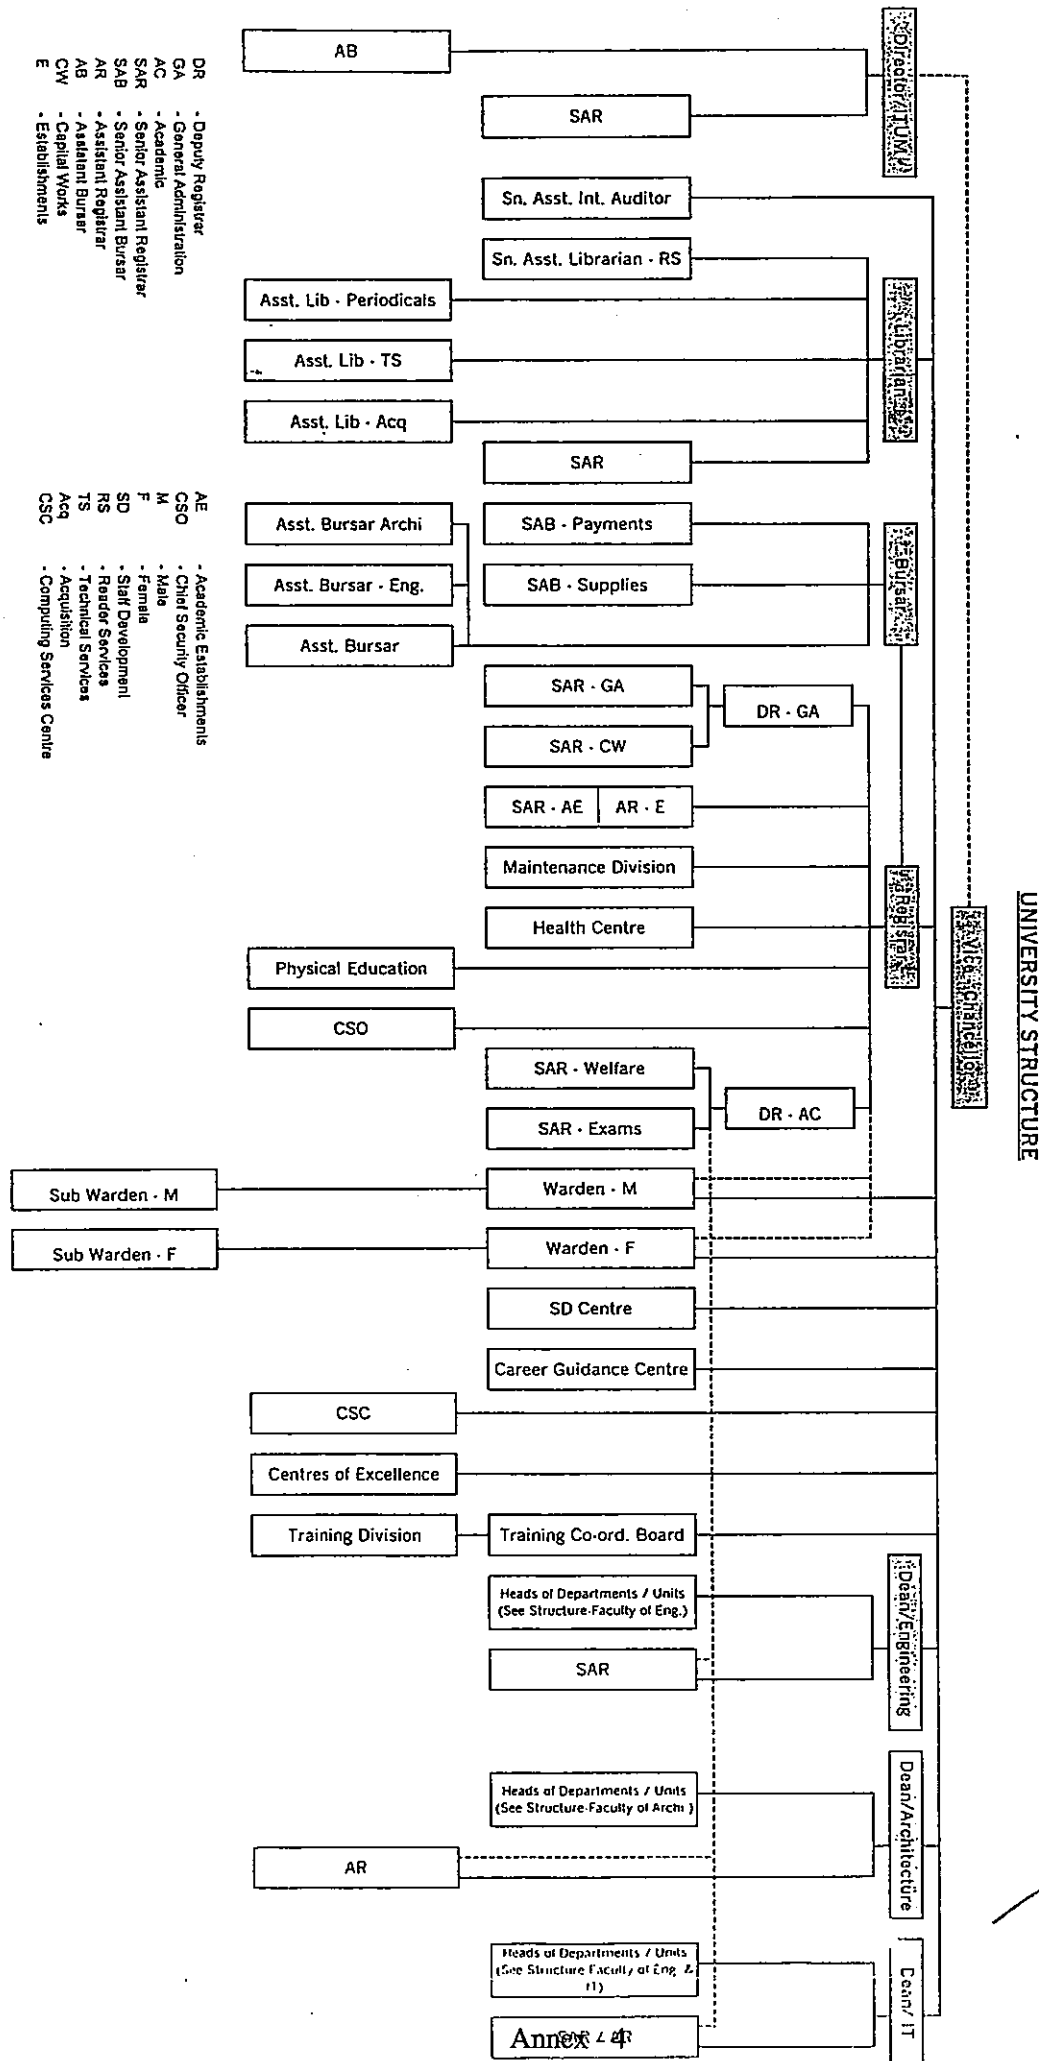 UNIVERSITY STRUCTURE
Vice Chancellor
Director/ITUM
AB
SAR
Sn. Asst. Int. Auditor
Librarian
Sn. Asst. Librarian - RS
Asst. Lib - Periodicals
Asst. Lib - TS
Asst. Lib - Acq
SAR
Bursar
SAB - Payments
SAB - Supplies
Asst. Bursar Archi
Asst. Bursar - Eng.
Asst. Bursar
Registrar
DR - GA
SAR - GA
SAR - CW
SAR - AE
AR - E
Maintenance Division
Health Centre
Physical Education
CSO
DR - AC
SAR - Welfare
SAR - Exams
Warden - M
Sub Warden - M
Warden - F
Sub Warden - F
SD Centre
Career Guidance Centre
CSC
Centres of Excellence
Training Co-ord. Board
Training Division
Dean/Engineering
Heads of Departments / Units
(See Structure-Faculty of Eng.)
SAR
Dean/Architecture
Heads of Departments / Units
(See Structure-Faculty of Archi )
AR
Dean/ IT
Heads of Departments / Units
(See Structure Faculty of Eng. &
IT)
SAR / AR
DR - Deputy Registrar
GA - General Administration
AC - Academic
SAR - Senior Assistant Registrar
SAB - Senior Assistant Bursar
AR - Assistant Registrar
AB - Assistant Bursar
CW - Capital Works
E - Establishments
AE - Academic Establishments
CSO - Chief Security Officer
M - Male
F - Female
SD - Staff Development
RS - Reader Services
TS - Technical Services
Acq - Acquisition
CSC - Computing Services Centre
Annex 4